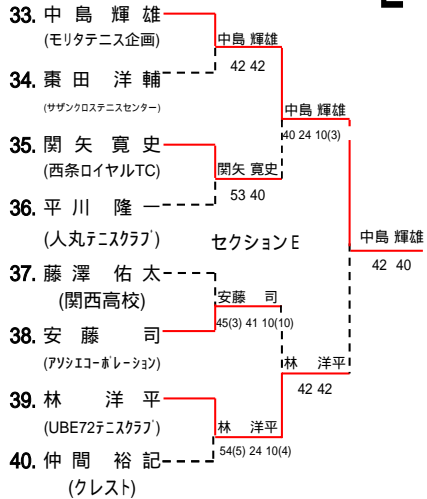 33. 中 島 輝 雄
(モリタテニス企画)
中島 輝雄
42 42
34. 棗 田 洋 輔
(サザンクロステニスセンター)
中島 輝雄
40 24 10(3)
35. 関 矢 寛 史
(西条ロイヤルTC)
関矢 寛史
53 40
36. 平 川 隆 一
(人丸テニスクラブ)
セクションE
中島 輝雄
42 40
37. 藤 澤 佑 太
(関西高校)
安藤 司
45(3) 41 10(10)
38. 安 藤 司
(アソシエコーポレーション)
林 洋平
42 42
39. 林 洋 平
(UBE72テニスクラブ)
林 洋平
54(5) 24 10(4)
40. 仲 間 裕 記
(クレスト)